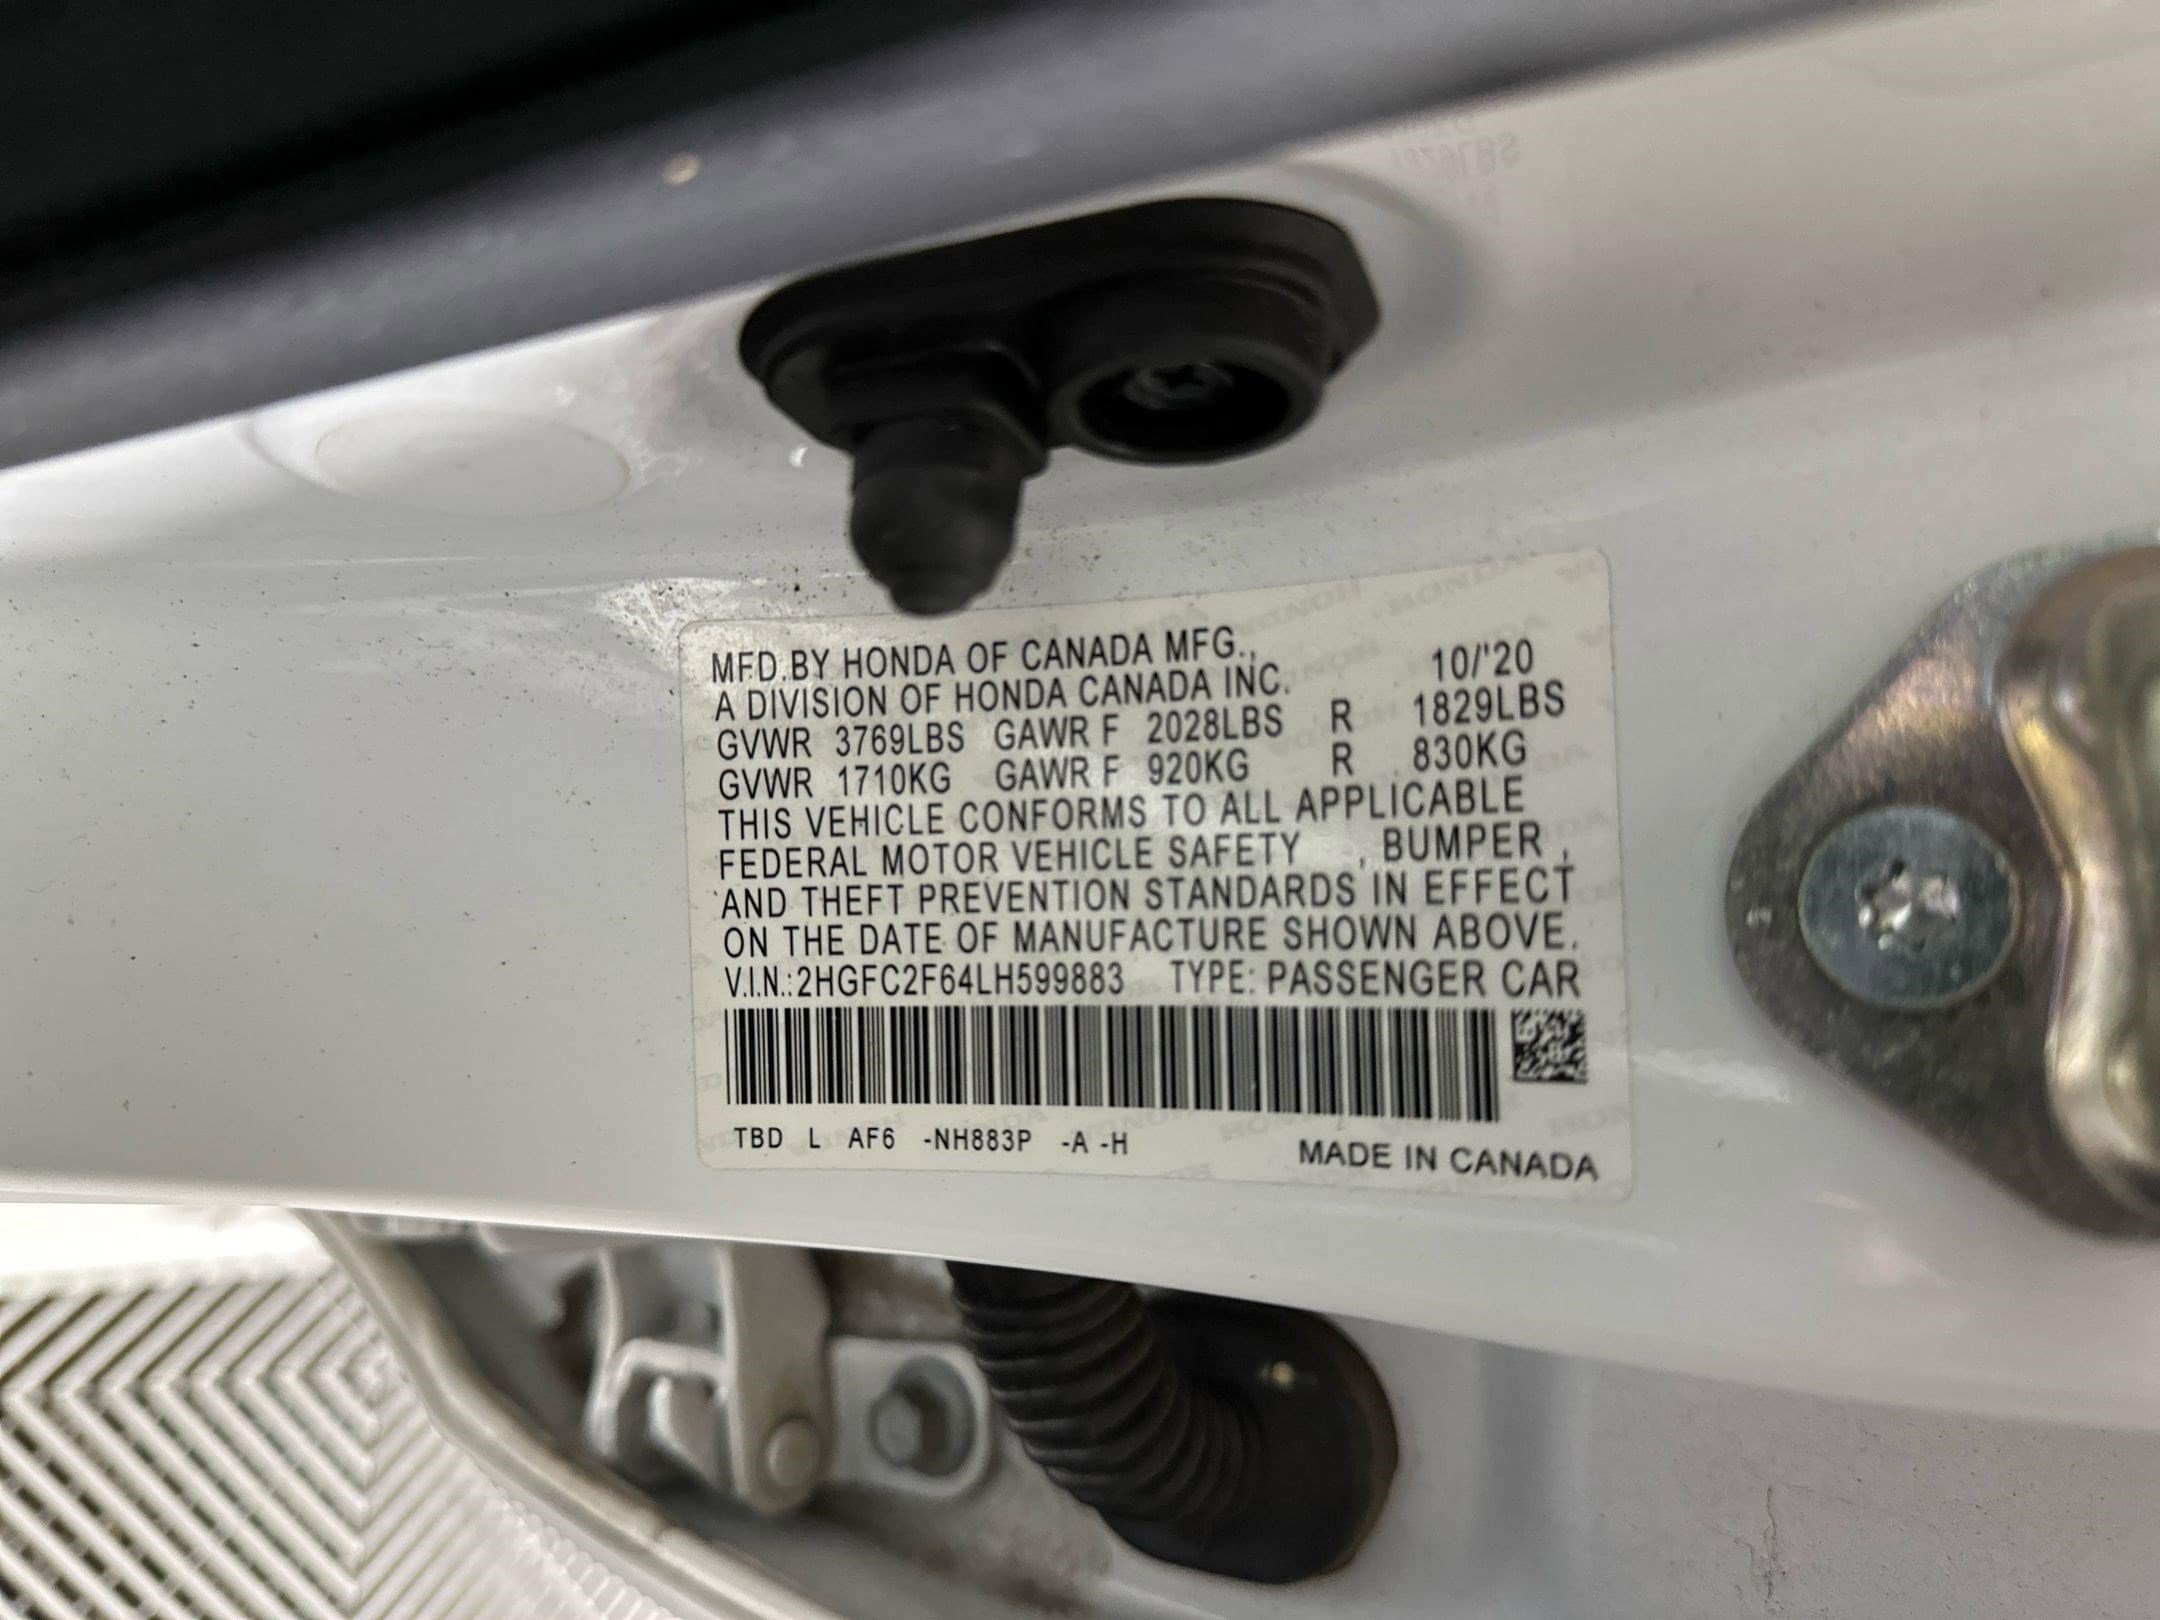 MFD.BY HONDA OF CANADA MFG., 10/'20
A DIVISION OF HONDA CANADA INC.
GVWR 3769LBS GAWR F 2028LBS R 1829LBS
GVWR 1710KG GAWR F 920KG R 830KG
THIS VEHICLE CONFORMS TO ALL APPLICABLE
FEDERAL MOTOR VEHICLE SAFETY , BUMPER ,
AND THEFT PREVENTION STANDARDS IN EFFECT
ON THE DATE OF MANUFACTURE SHOWN ABOVE.
V.I.N.:2HGFC2F64LH599883 TYPE: PASSENGER CAR
TBD L AF6 -NH883P -A -H MADE IN CANADA